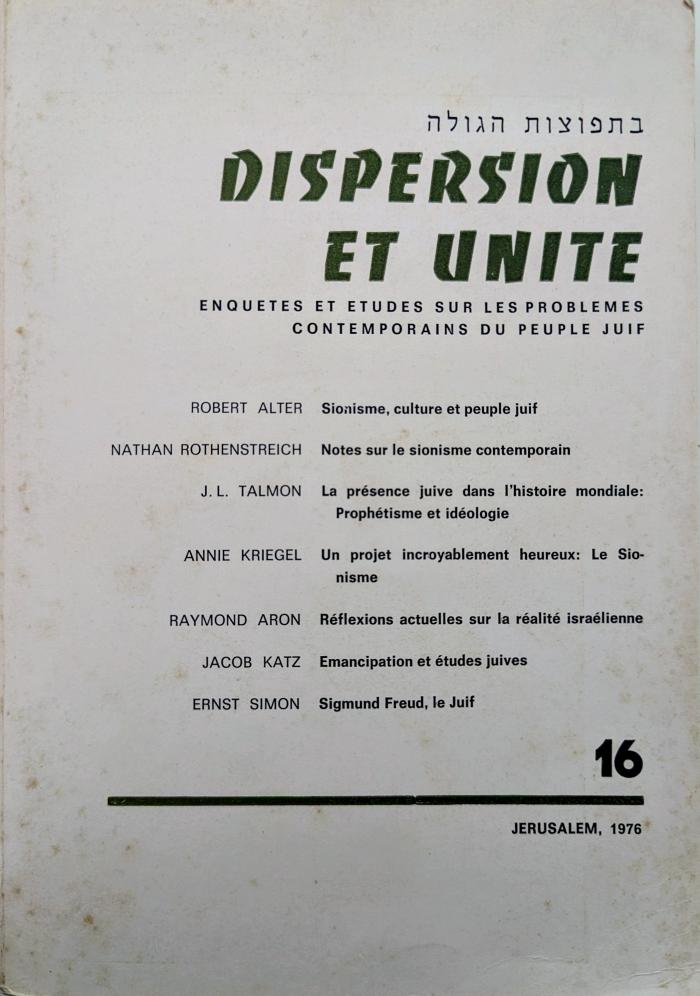 בתפוצות הגולה
DISPERSION
ET UNITE
ENQUETES ET ETUDES SUR LES PROBLEMES
CONTEMPORAINS DU PEUPLE JUIF
ROBERT ALTER Sionisme, culture et peuple juif
NATHAN ROTHENSTREICH Notes sur le sionisme contemporain
J. L. TALMON La présence juive dans l'histoire mondiale:
Prophétisme et idéologie
ANNIE KRIEGEL Un projet incroyablement heureux: Le Sio-
nisme
RAYMOND ARON Réflexions actuelles sur la réalité israélienne
JACOB KATZ Emancipation et études juives
ERNST SIMON Sigmund Freud, le Juif
16
JERUSALEM, 1976